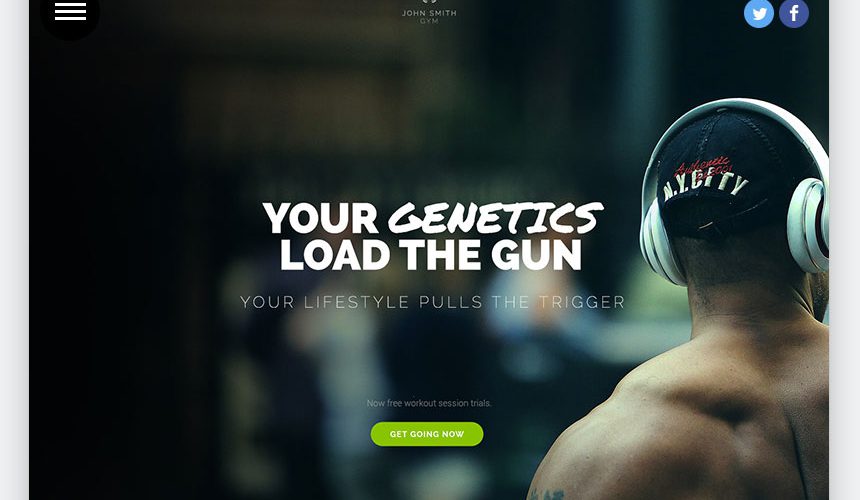 JOHN SMITH
GYM
Authentic
N.Y.CITY
YOUR GENETICS
LOAD THE GUN
YOUR LIFESTYLE PULLS THE TRIGGER
Now free workout session trials.
GET GOING NOW